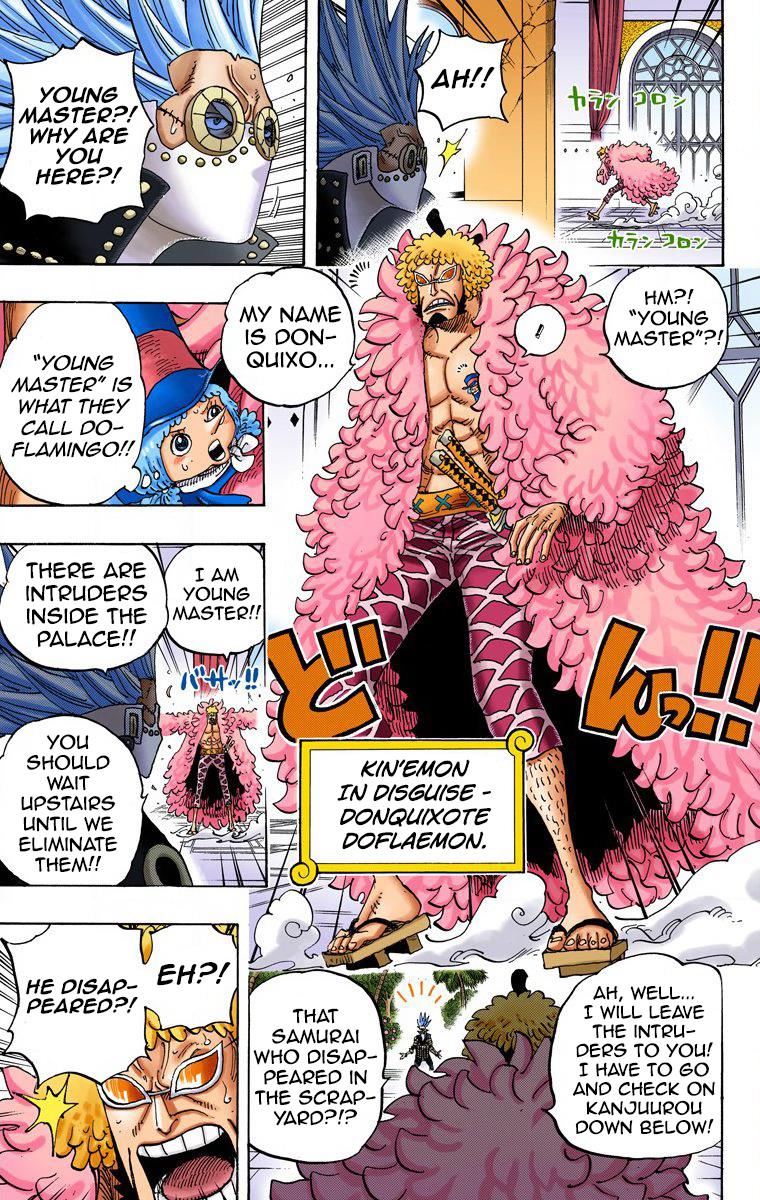 カラン コロン
カラン コロン
AH!!
YOUNG
MASTER?!
WHY ARE
YOU
HERE?!
HM?!
“YOUNG
MASTER”?!
!
MY NAME
IS DON-
QUIXO...
どんっ!!
KIN’EMON
IN DISGUISE -
DONQUIXOTE
DOFLAEMON.
“YOUNG
MASTER” IS
WHAT THEY
CALL DO-
FLAMINGO!!
I AM
YOUNG
MASTER!!
バサッ!!
THERE ARE
INTRUDERS
INSIDE THE
PALACE!!
YOU
SHOULD
WAIT
UPSTAIRS
UNTIL WE
ELIMINATE
THEM!!
AH, WELL...
I WILL LEAVE
THE INTRU-
DERS TO YOU!
I HAVE TO GO
AND CHECK ON
KANJUUROU
DOWN BELOW!
THAT
SAMURAI
WHO DISAP-
PEARED IN
THE SCRAP-
YARD?!?
EH?!
HE DISAP-
PEARED?!